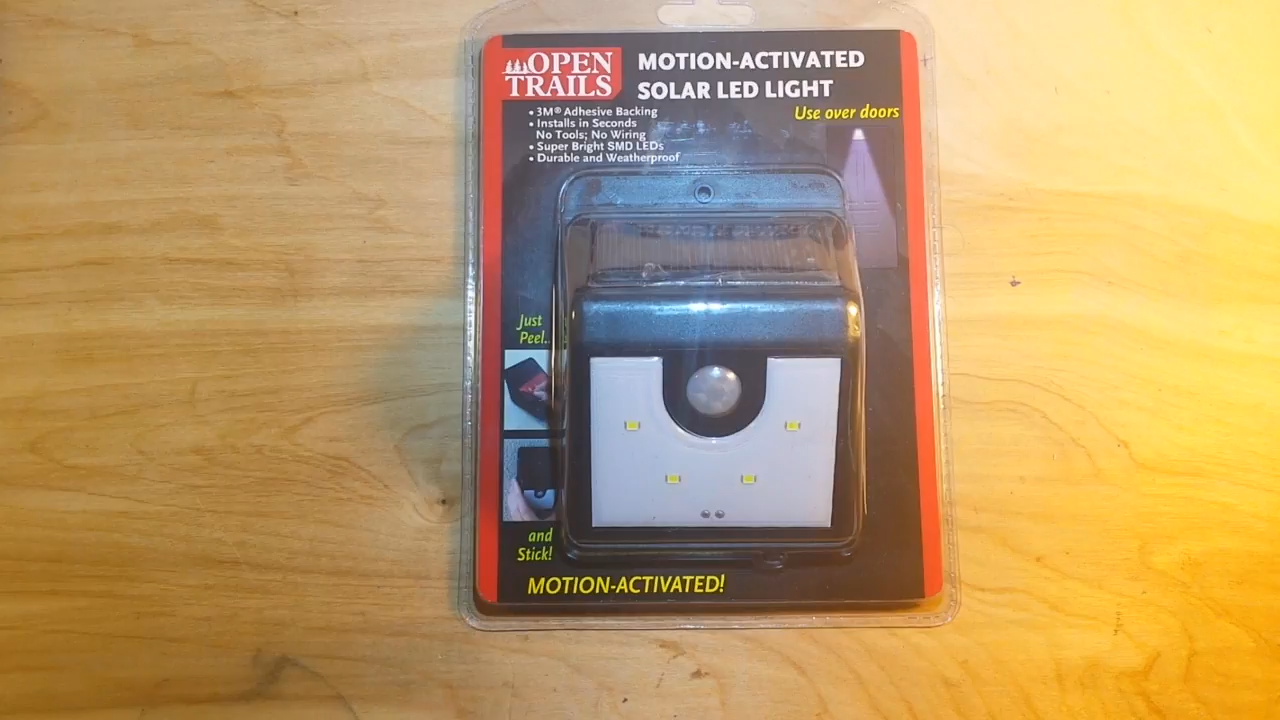 OPEN
TRAILS
MOTION-ACTIVATED
SOLAR LED LIGHT
Use over doors
• 3M® Adhesive Backing
• Installs in Seconds
No Tools; No Wiring
• Super Bright SMD LEDs
• Durable and Weatherproof
Just
Peel..
and
Stick!
MOTION-ACTIVATED!